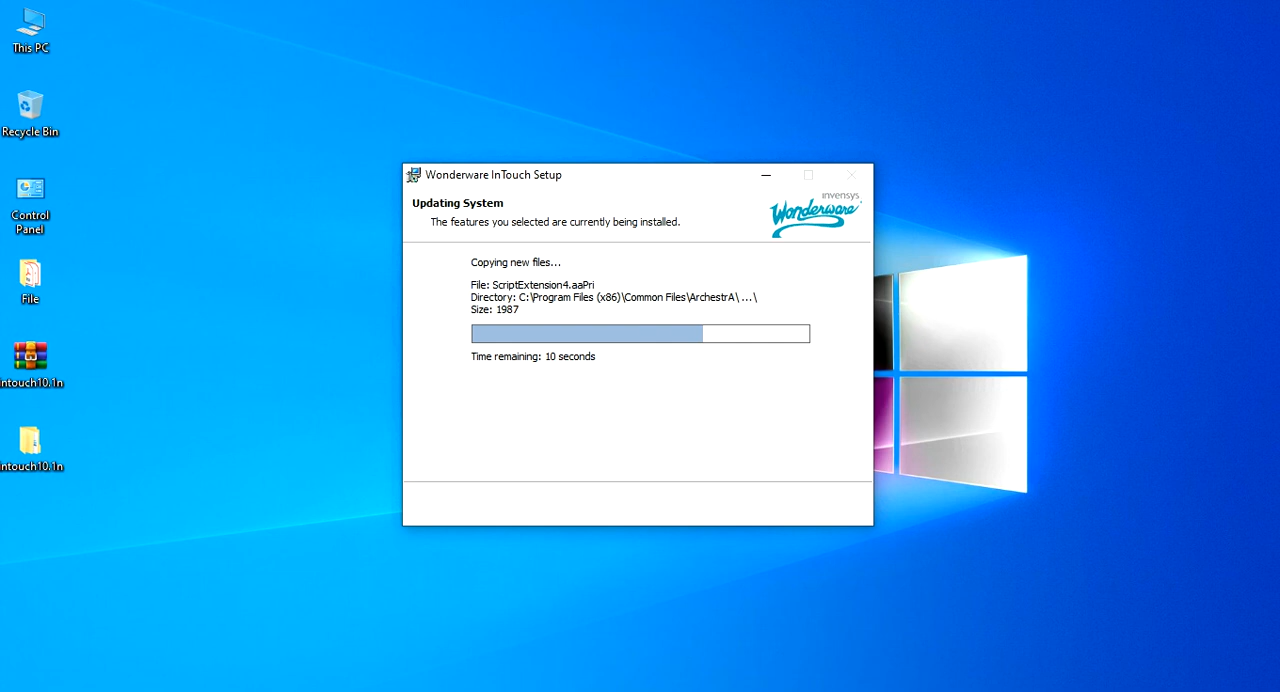 This PC
Recycle Bin
Control
Panel
File
intouch10.1n
intouch10.1n
Wonderware InTouch Setup
Updating System
The features you selected are currently being installed.
invensys
Wonderware
Copying new files...
File: ScriptExtension4.aaPri
Directory: C:\Program Files (x86)\Common Files\ArchestrA\ ...\
Size: 1987
Time remaining: 10 seconds